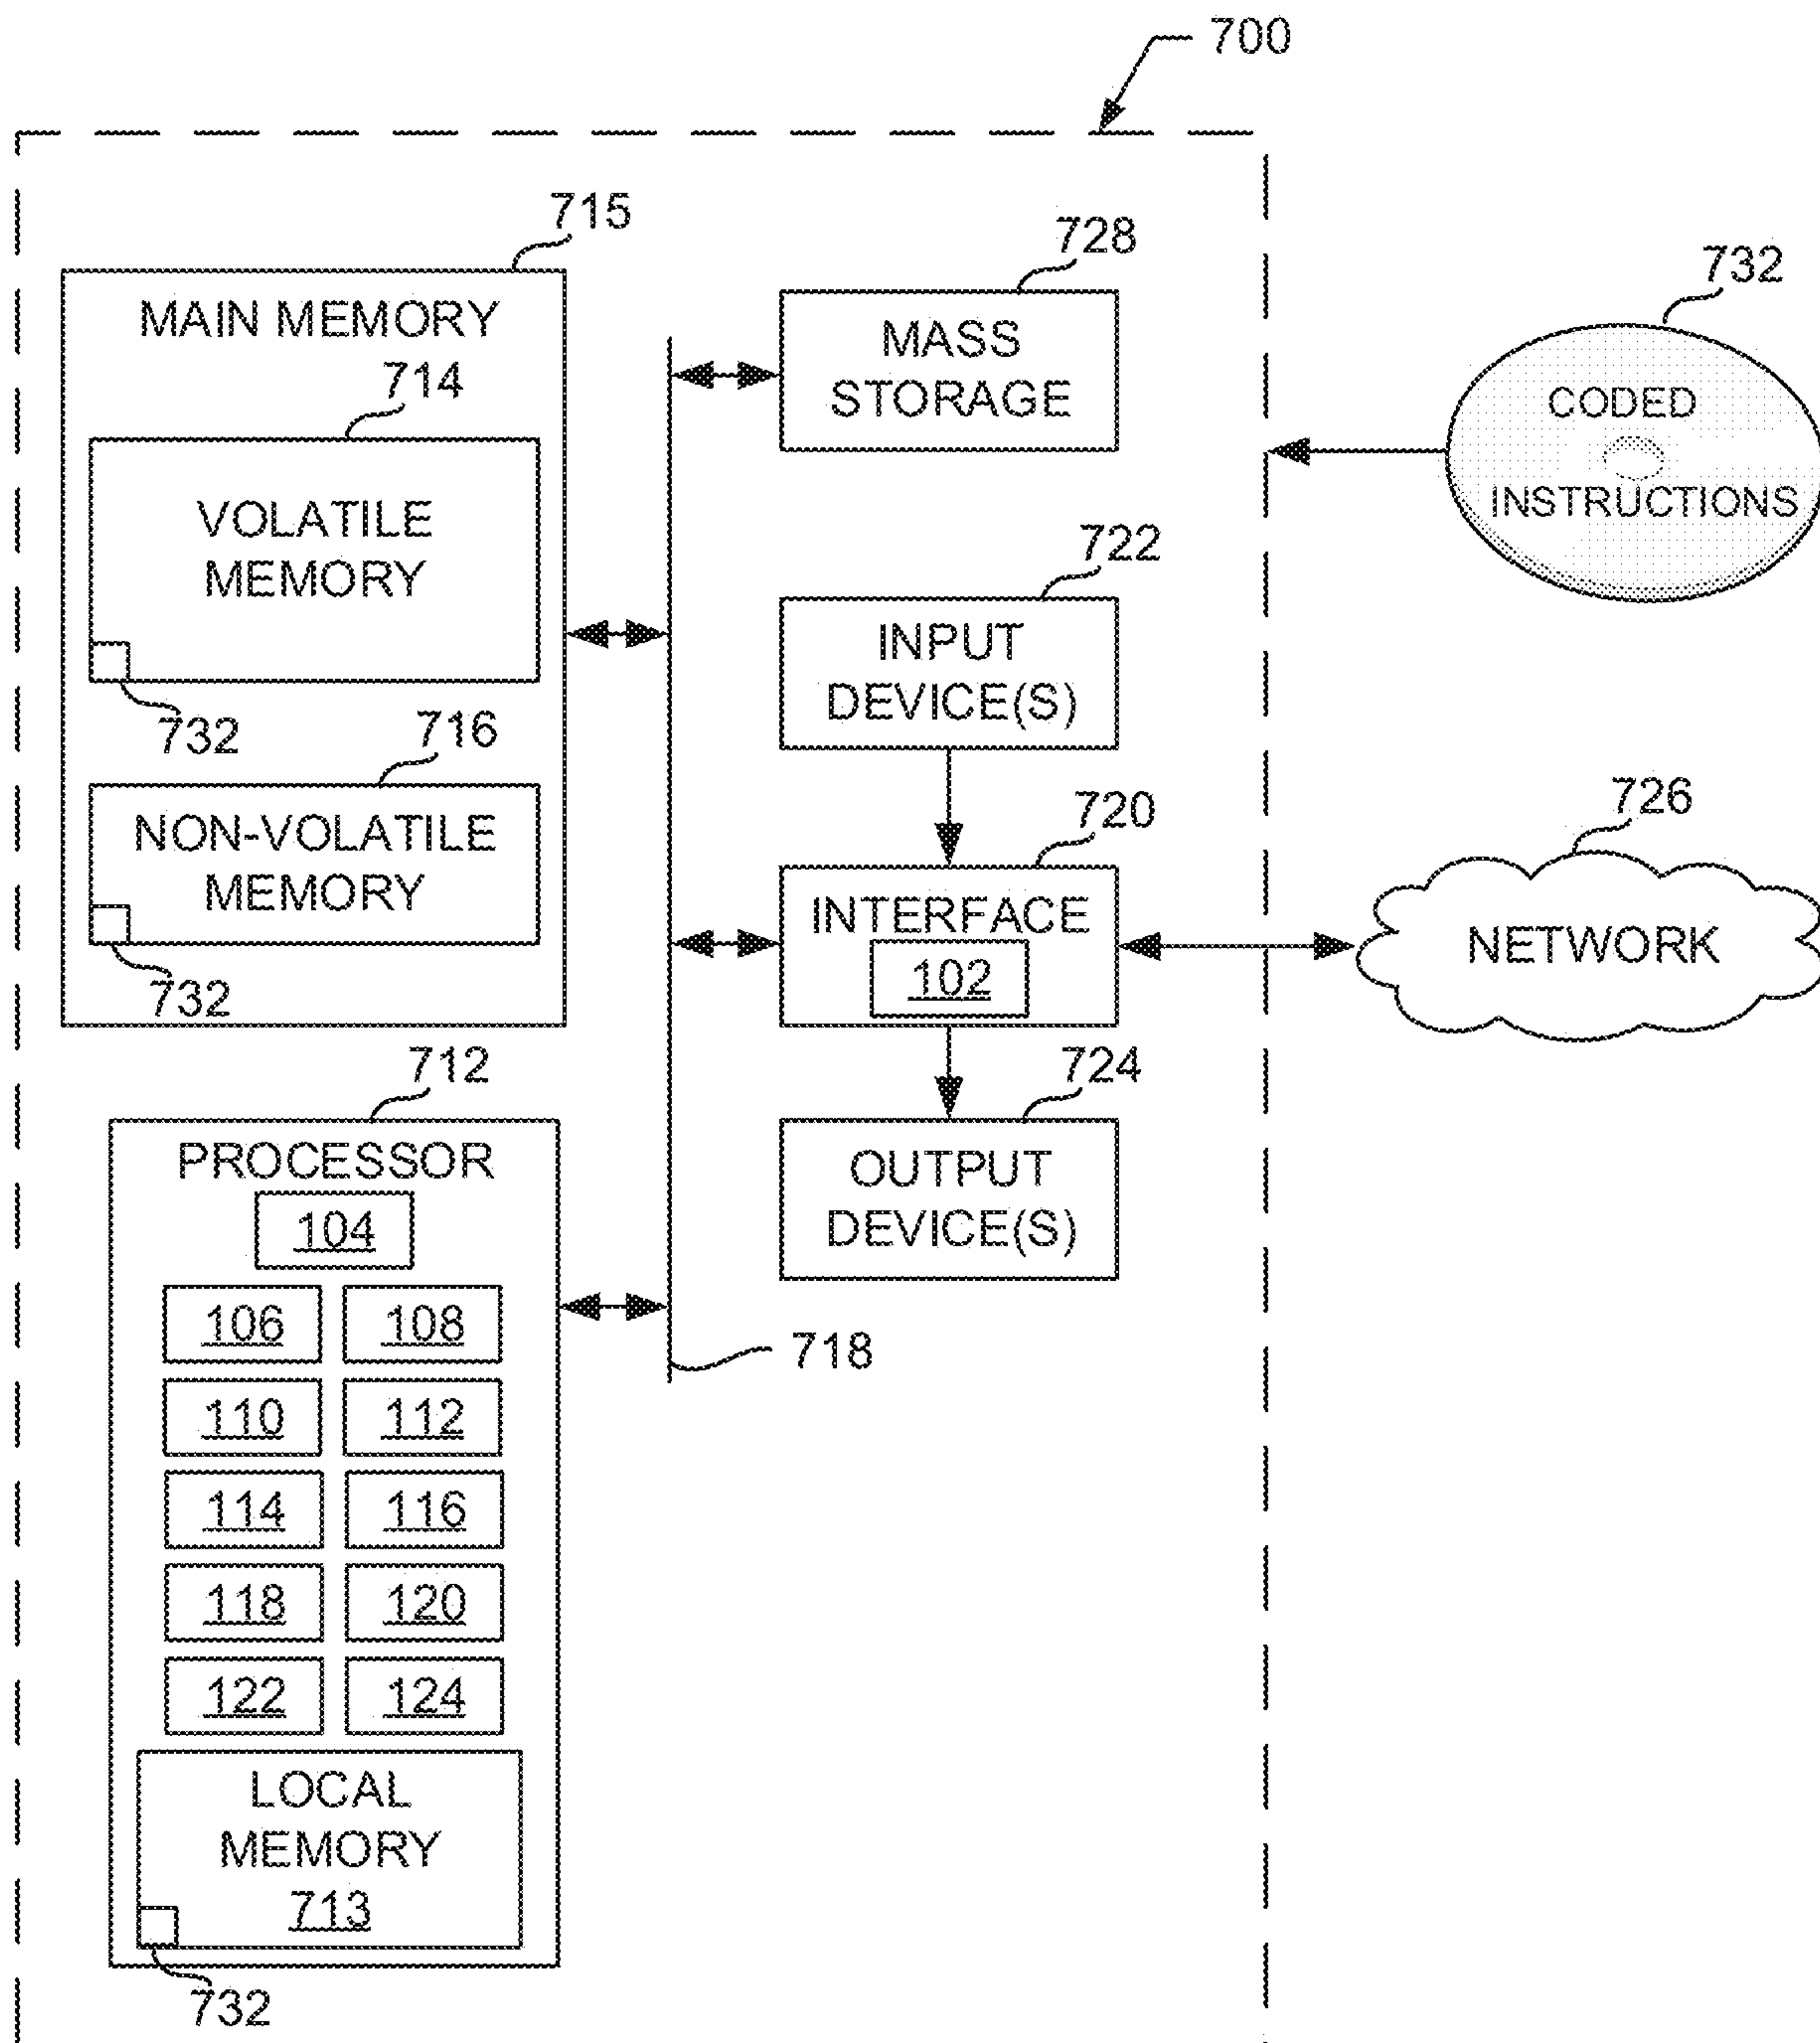 700
715
MAIN MEMORY
714
VOLATILE
MEMORY
732
716
NON-VOLATILE
MEMORY
732
728
MASS
STORAGE
722
INPUT
DEVICE(S)
720
INTERFACE
102
724
OUTPUT
DEVICE(S)
718
732
CODED
INSTRUCTIONS
726
NETWORK
712
PROCESSOR
104
106 108
110 112
114 116
118 120
122 124
LOCAL
MEMORY
713
732